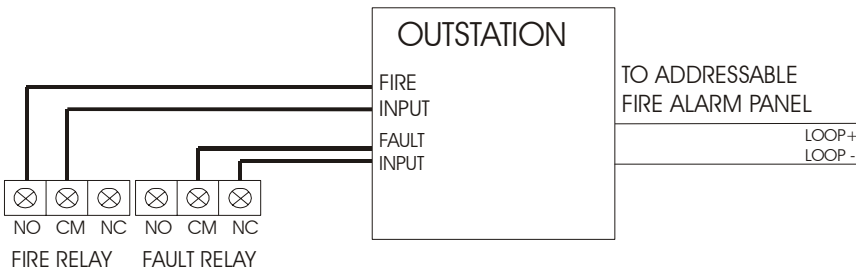 OUTSTATION
FIRE
INPUT
FAULT
INPUT
TO ADDRESSABLE
FIRE ALARM PANEL
LOOP+
LOOP -
NO CM NC NO CM NC
FIRE RELAY FAULT RELAY